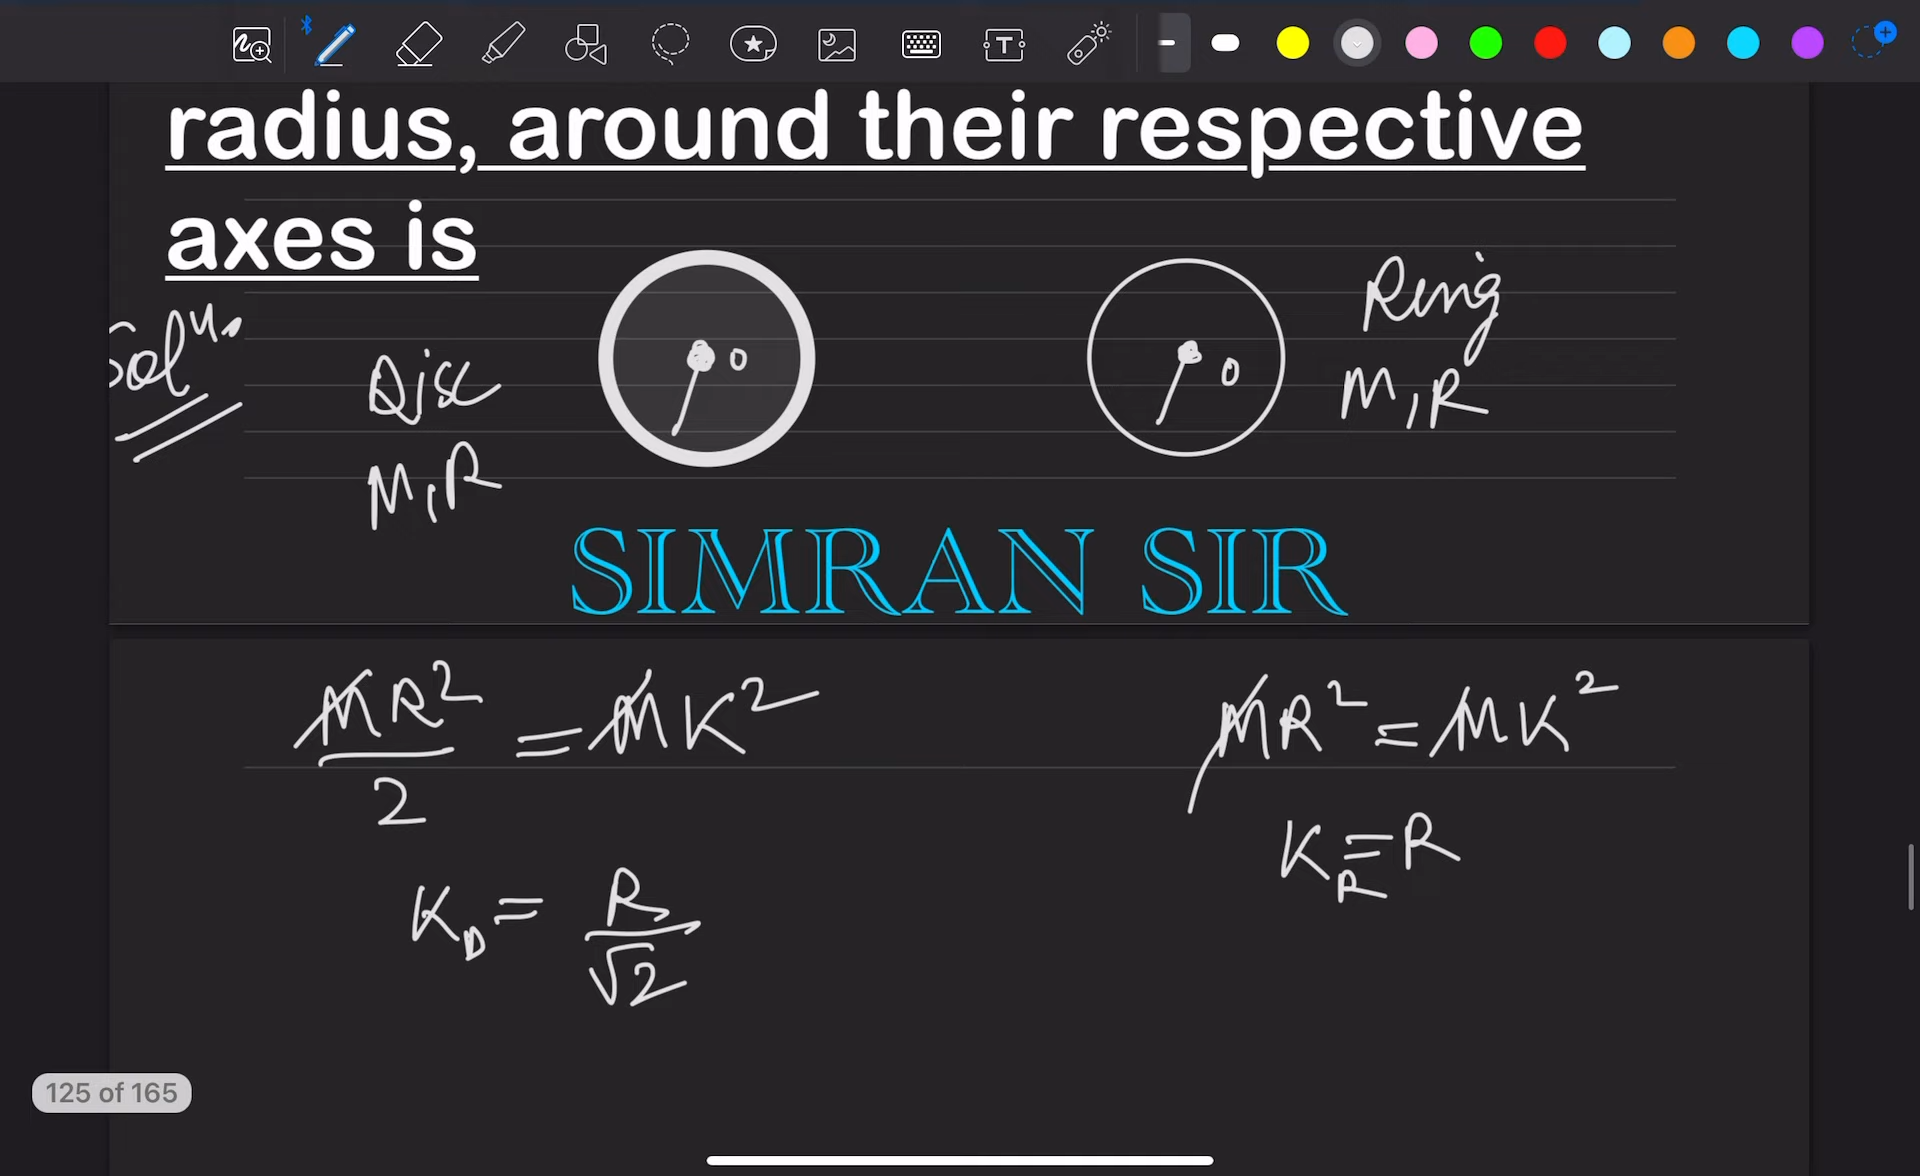 radius, around their respective
axes is
Solun.
Disc
M,R
O
O
Ring
M,R
SIMRAN SIR
MR²/2 = MK²
MR² = MK²
K_R = R
K_D = R/√2
125 of 165
T